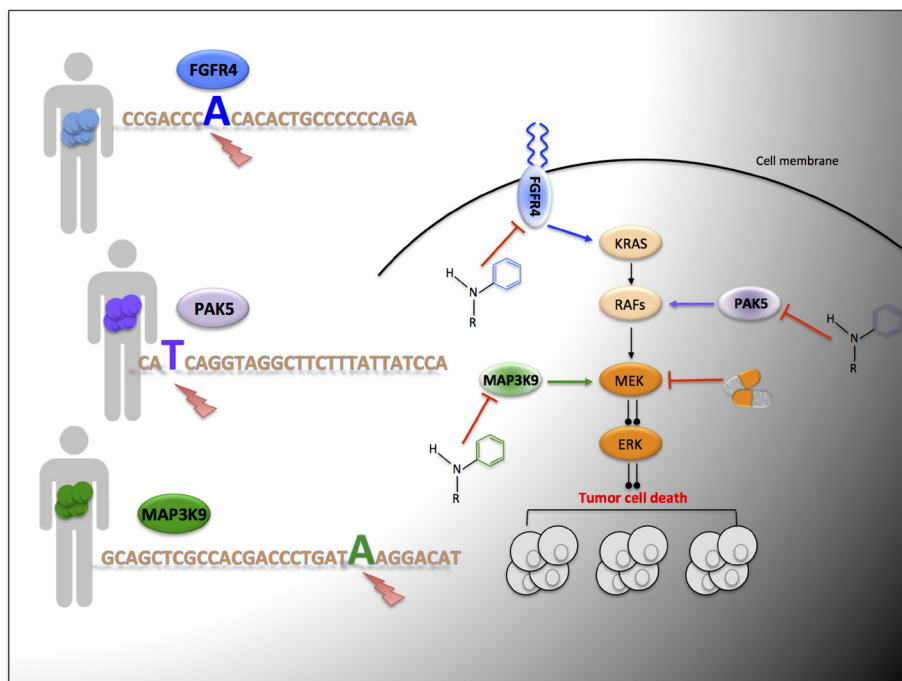 FGFR4
CCGACCCACACACTGCCCCCCAGA
PAK5
CATCAGGTAGGCTTCTTTATTATCCA
MAP3K9
GCAGCTCGCCACGACCCTGATAAGGACAT
Cell membrane
FGFR4
KRAS
H
N
R
RAFs
PAK5
H
N
R
MAP3K9
MEK
H
N
R
ERK
Tumor cell death